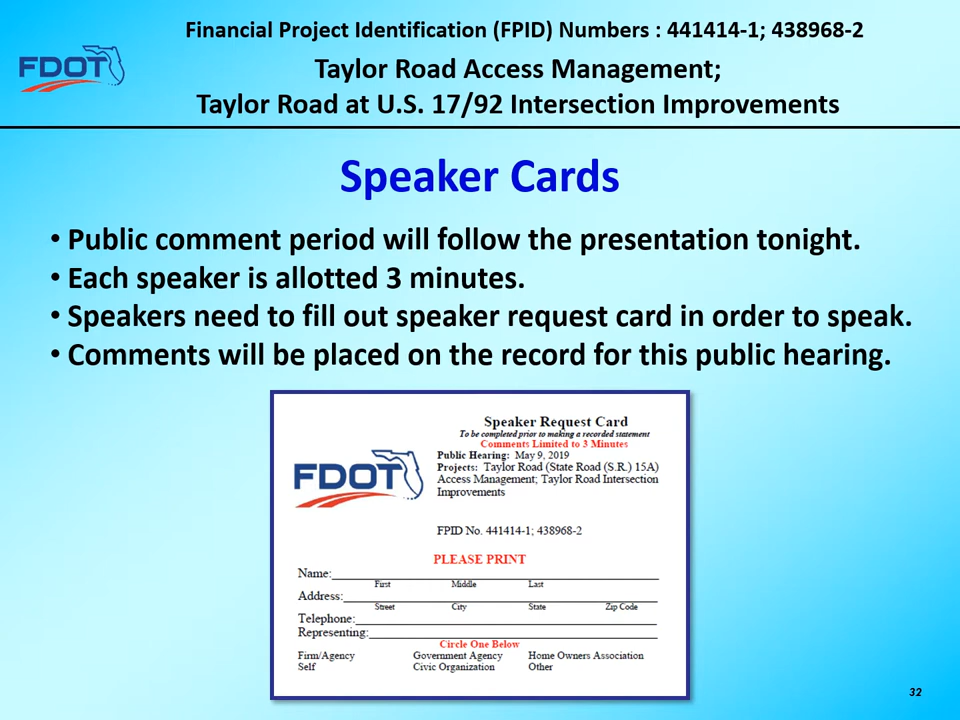 Financial Project Identification (FPID) Numbers : 441414-1; 438968-2
FDOT
Taylor Road Access Management;
Taylor Road at U.S. 17/92 Intersection Improvements
Speaker Cards
• Public comment period will follow the presentation tonight.
• Each speaker is allotted 3 minutes.
• Speakers need to fill out speaker request card in order to speak.
• Comments will be placed on the record for this public hearing.
Speaker Request Card
To be completed prior to making a recorded statement
Comments Limited to 3 Minutes
Public Hearing: May 9, 2019
Projects: Taylor Road (State Road (S.R.) 15A)
Access Management; Taylor Road Intersection
Improvements
FDOT
FPID No. 441414-1; 438968-2
PLEASE PRINT
Name:
First Middle Last
Address:
Street City State Zip Code
Telephone:
Representing:
Circle One Below
Firm/Agency Government Agency Home Owners Association
Self Civic Organization Other
32